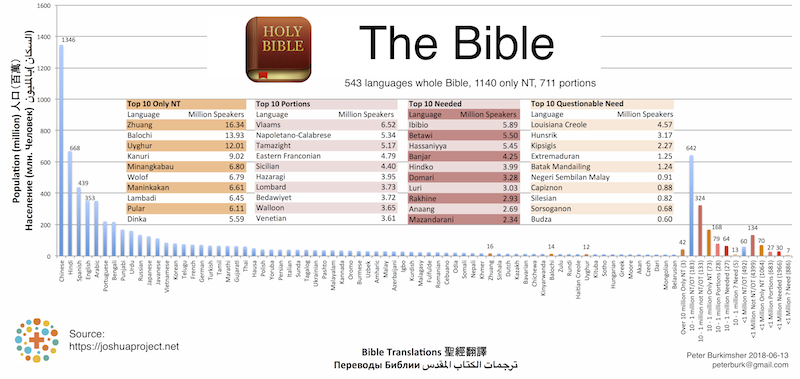 1600
1400
1200
1000
800
600
400
200
0
Population (million) 人口(百萬)
Население (млн. Человек) (السكان (بالمليون
HOLY
BIBLE
The Bible
543 languages whole Bible, 1140 only NT, 711 portions
Top 10 Only NT
Language Million Speakers
Zhuang 16.34
Balochi 13.93
Uyghur 12.01
Kanuri 9.02
Minangkabau 6.80
Wolof 6.79
Maninkakan 6.61
Lambadi 6.45
Pular 6.11
Dinka 5.59
Top 10 Portions
Language Million Speakers
Vlaams 6.52
Napoletano-Calabrese 5.34
Tamazight 5.17
Eastern Franconian 4.79
Sicilian 4.40
Hazaragi 3.95
Lombard 3.73
Bedawiyet 3.72
Walloon 3.65
Venetian 3.61
Top 10 Needed
Language Million Speakers
Ibibio 5.89
Betawi 5.50
Hassaniyya 5.45
Banjar 4.25
Hindko 3.99
Domari 3.28
Luri 3.03
Rakhine 2.93
Anaang 2.69
Mazandarani 2.34
Top 10 Questionable Need
Language Million Speakers
Louisiana Creole 4.57
Hunsrik 3.17
Kipsigis 2.27
Extremaduran 1.25
Batak Mandailing 1.24
Negeri Sembilan Malay 0.91
Capiznon 0.88
Silesian 0.82
Sorsoganon 0.68
Budza 0.60
1346
668
439
353
16
14
12
42
642
324
168
79
64
13
60
134
70
27
30
7
Chinese
Hindi
Spanish
English
Arabic
Portuguese
Bengali
Punjabi
Urdu
Russian
Japanese
Javanese
Vietnamese
Korean
Telugu
French
German
Turkish
Tamil
Marathi
Gujarati
Thai
Hausa
Polish
Yoruba
Persian
Italian
Sunda
Tagalog
Ukrainian
Pashto
Malayalam
Kannada
Oromo
Burmese
Uzbek
Amharic
Malay
Azerbaijani
Igbo
Kurdish
Malagasy
Fulfulde
Romanian
Cebuano
Odia
Somali
Nepali
Khmer
Zhuang
Sinhala
Dutch
Kazakh
Bavarian
Chichewa
Kinyarwanda
Balochi
Zulu
Rundi
Haitian Creole
Uyghur
Kituba
Sotho
Hungarian
Greek
Moore
Akan
Czech
Dari
Mongolian
Belarusian
Over 10 million Only NT (3)
10 - 1 million NT/OT (183)
10 - 1 million not NT/OT (133)
10 - 1 million Only NT (73)
10 - 1 million Portions (28)
10 - 1 million Needed (27)
10 - 1 million ? Need (5)
<1 Million NT/OT (492)
<1 Million Not NT/OT (4399)
<1 Million Only NT (1064)
<1 Million Portions (683)
<1 Million Need (1966)
<1 Million ? Need (686)
Source:
https://joshuaproject.net
Bible Translations 聖經翻譯
Переводы Библии ترجمات الكتاب المقدس
Peter Burkimsher 2018-06-13
peterburk@gmail.com